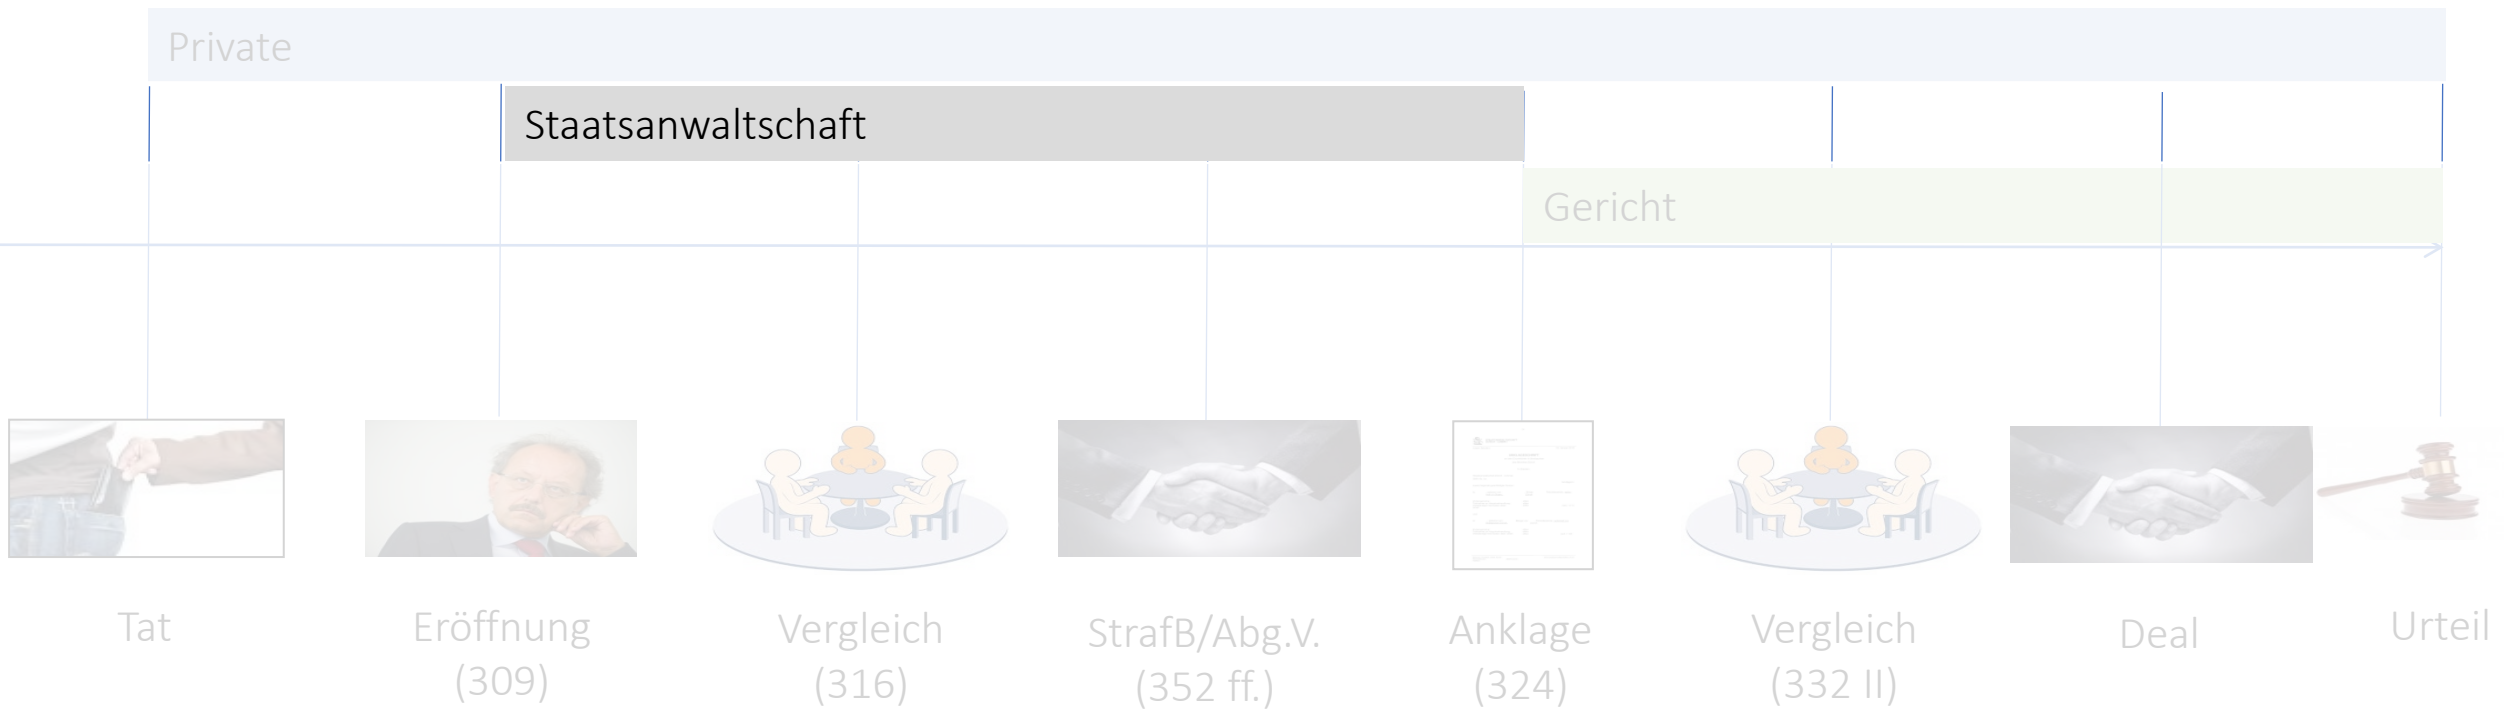 Private
Staatsanwaltschaft
Gericht
Tat
Eröffnung
(309)
Vergleich
(316)
StrafB/Abg.V.
(352 ff.)
Anklage
(324)
Vergleich
(332 II)
Deal
Urteil